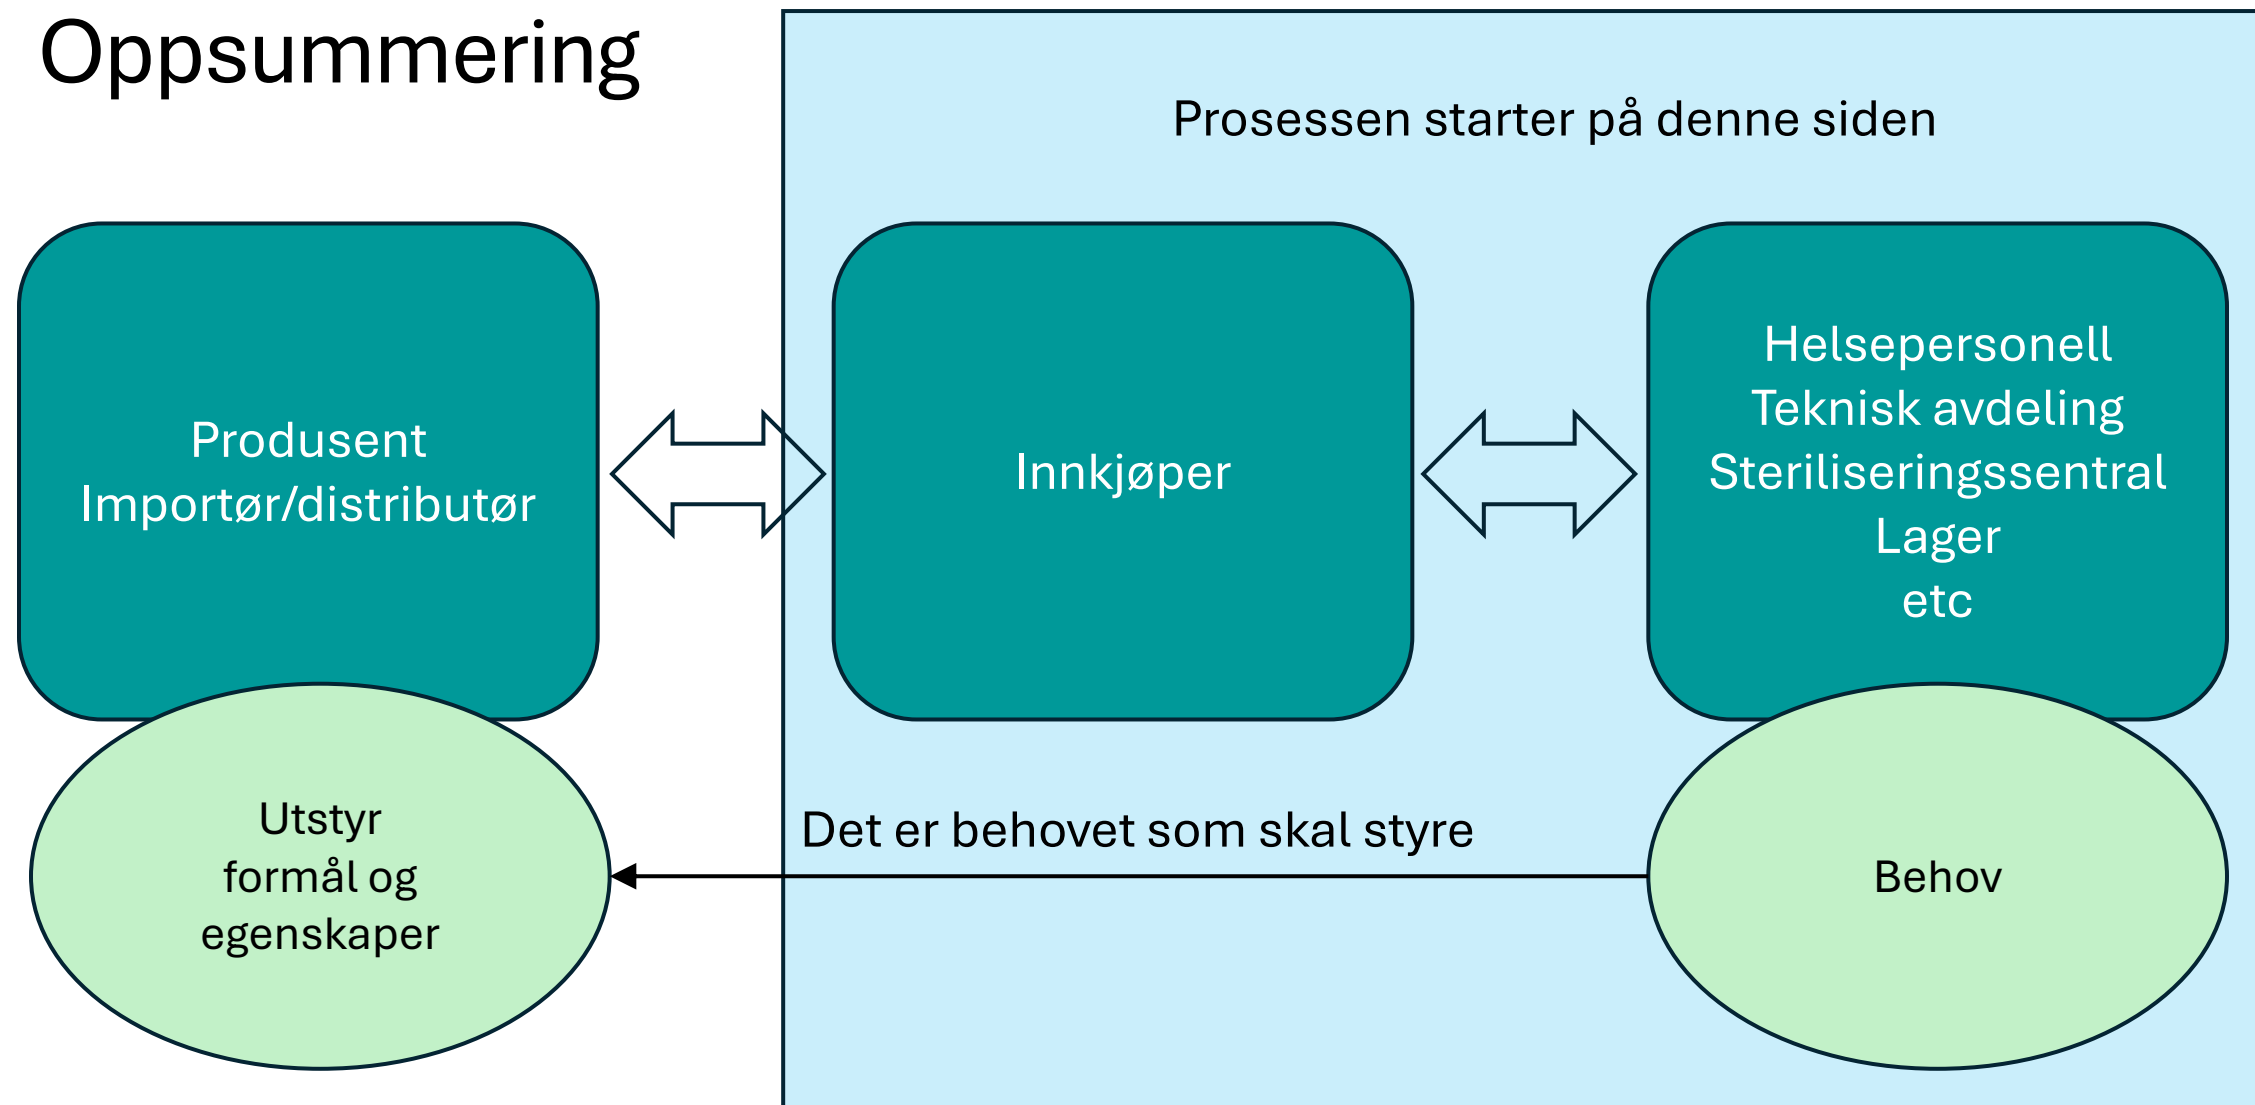 Oppsummering
Prosessen starter på denne siden
Produsent
Importør/distributør
Innkjøper
Helsepersonell
Teknisk avdeling
Steriliseringssentral
Lager
etc
Utstyr
formål og
egenskaper
Det er behovet som skal styre
Behov